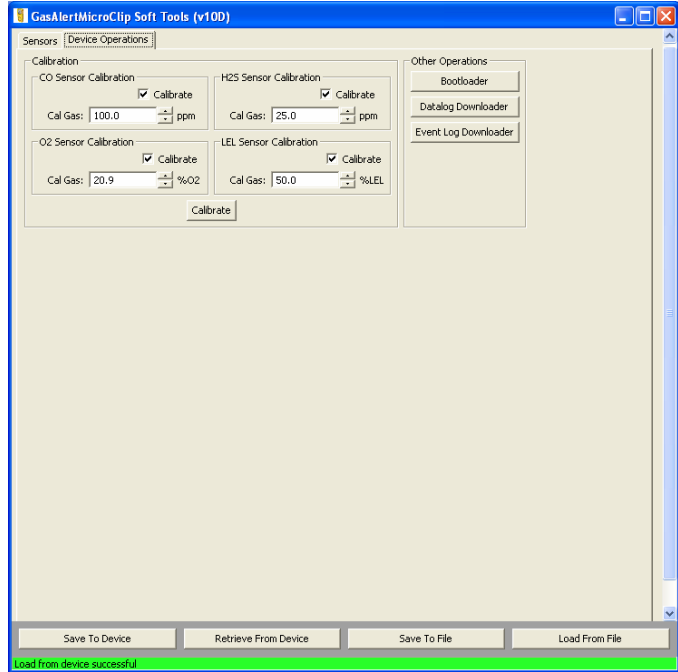 GasAlertMicroClip Soft Tools (v10D)
Sensors Device Operations
Calibration
CO Sensor Calibration
Calibrate
Cal Gas: 100.0 ppm
H2S Sensor Calibration
Calibrate
Cal Gas: 25.0 ppm
O2 Sensor Calibration
Calibrate
Cal Gas: 20.9 %O2
LEL Sensor Calibration
Calibrate
Cal Gas: 50.0 %LEL
Calibrate
Other Operations
Bootloader
Datalog Downloader
Event Log Downloader
Save To Device Retrieve From Device Save To File Load From File
Load from device successful